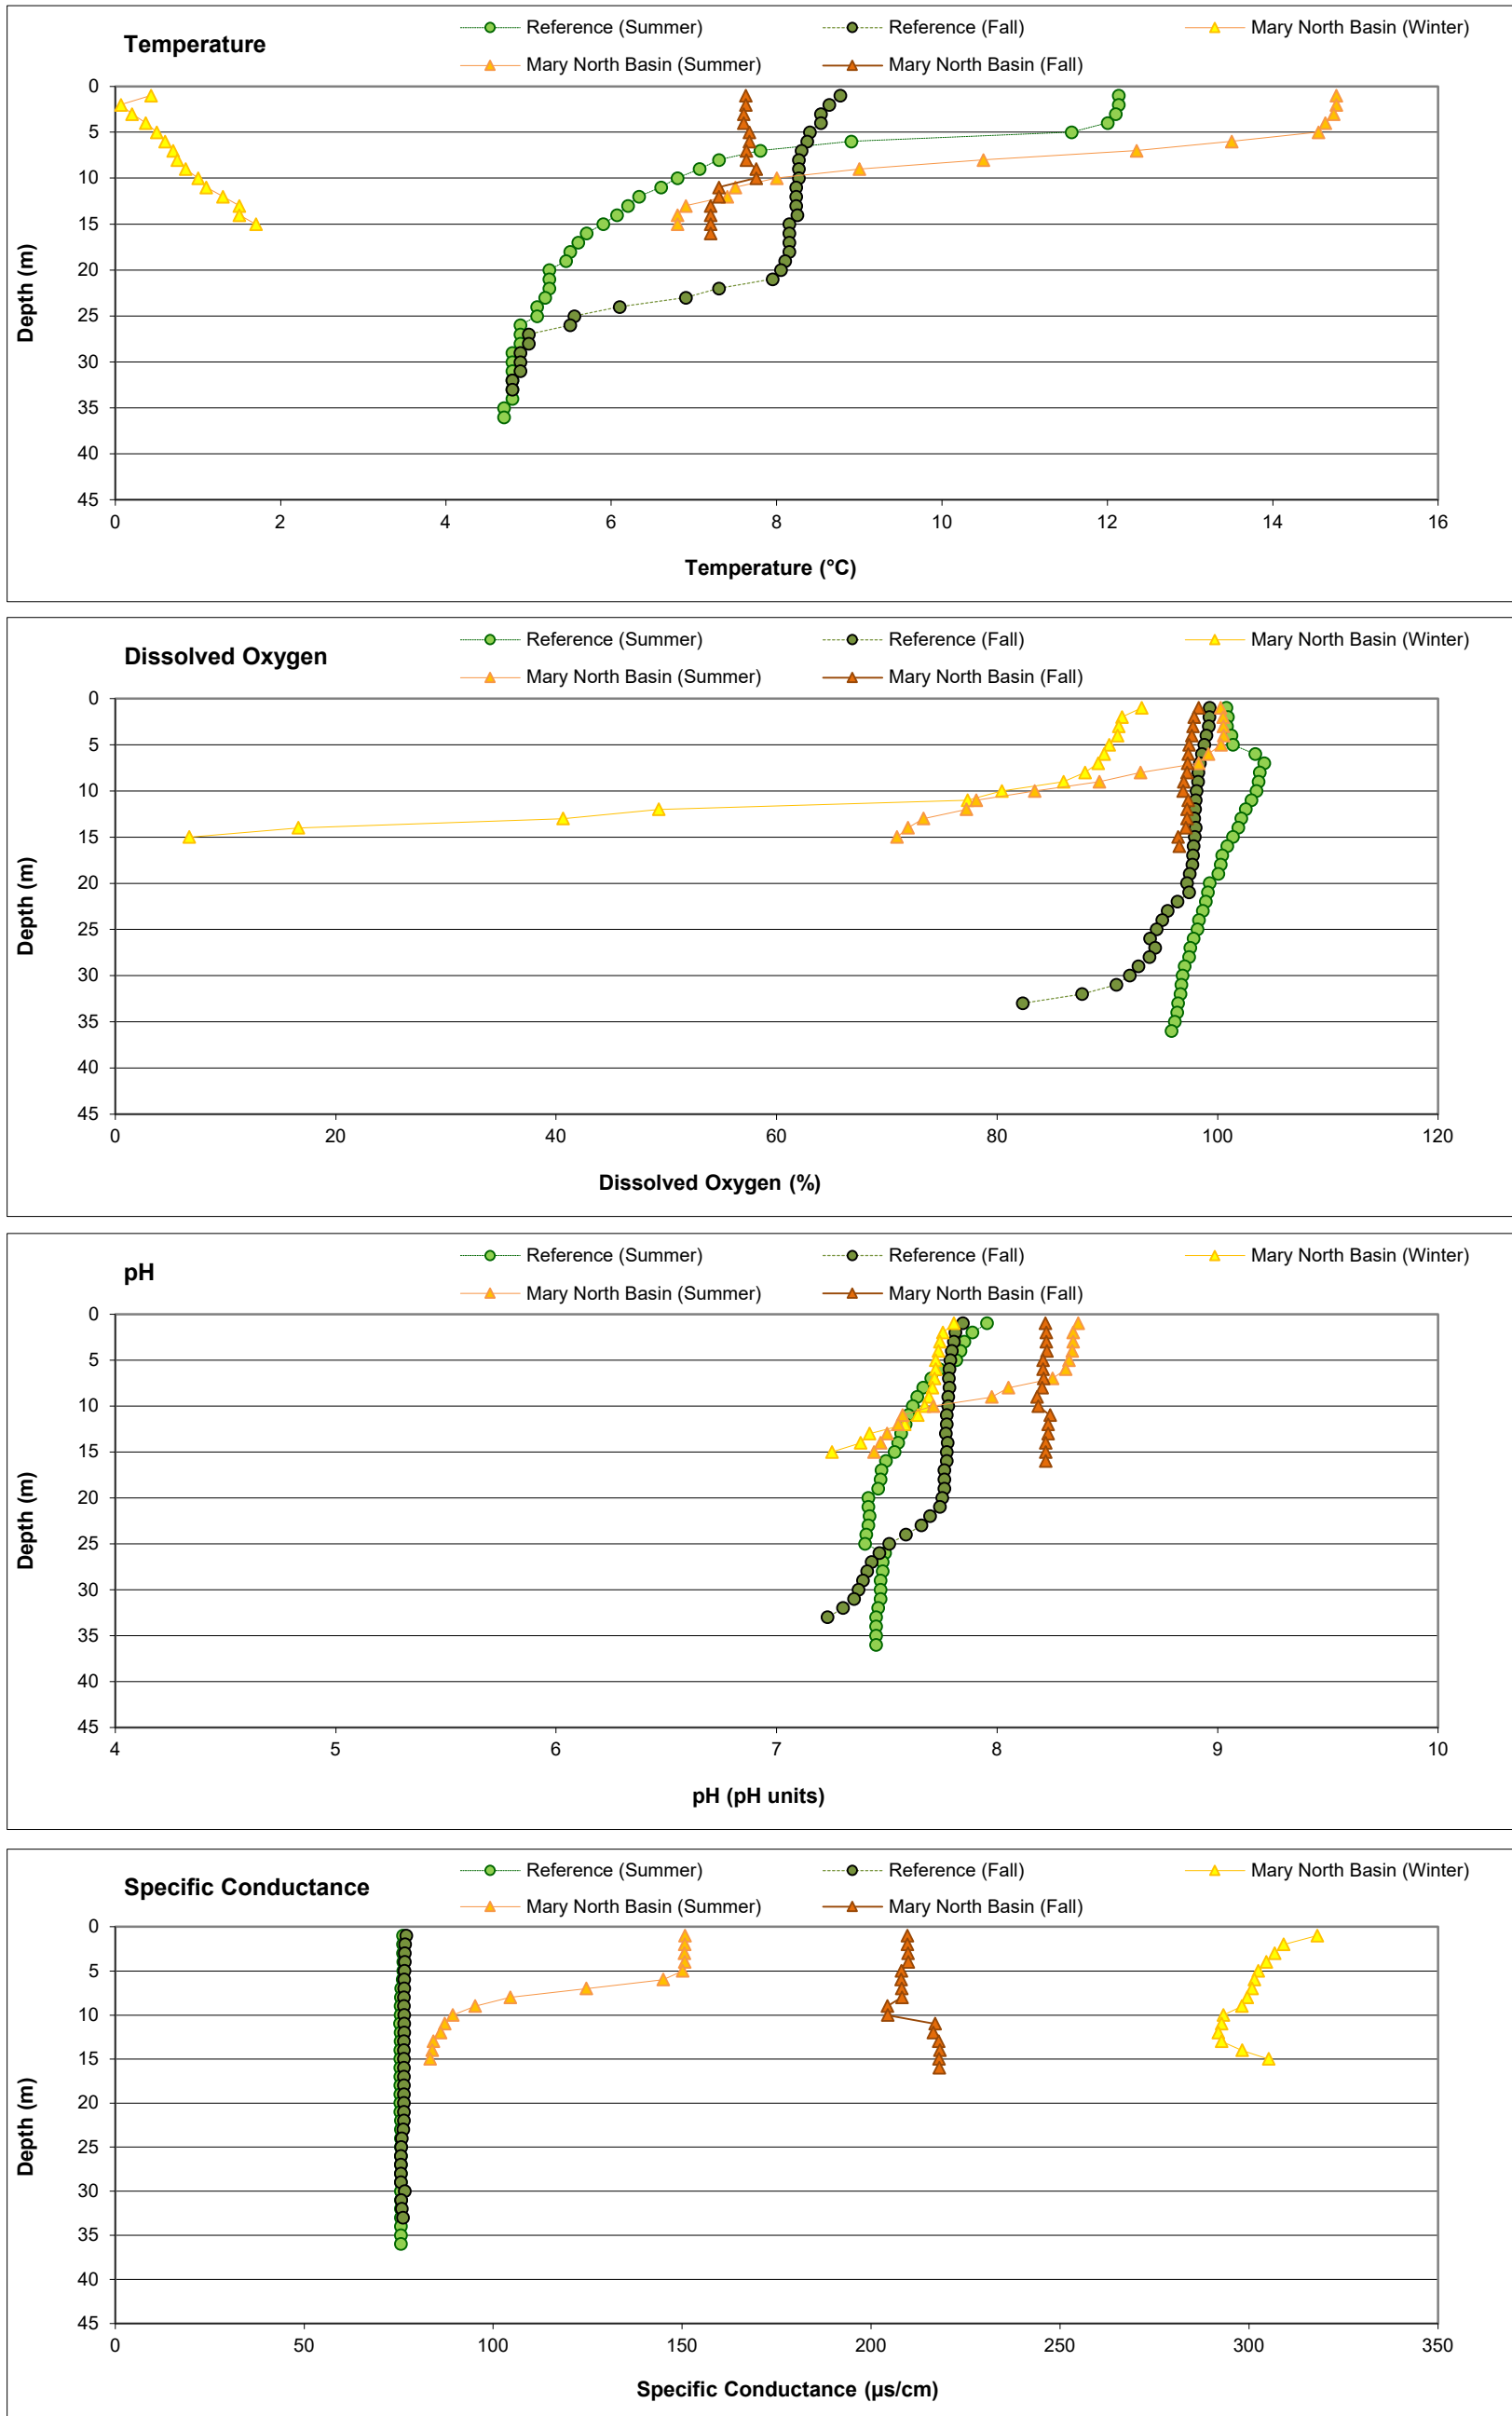 Temperature
Reference (Summer) Reference (Fall) Mary North Basin (Winter)
Mary North Basin (Summer) Mary North Basin (Fall)
0
5
10
15
20
25
30
35
40
45
Depth (m)
0 2 4 6 8 10 12 14 16
Temperature (°C)
Dissolved Oxygen
Reference (Summer) Reference (Fall) Mary North Basin (Winter)
Mary North Basin (Summer) Mary North Basin (Fall)
0
5
10
15
20
25
30
35
40
45
Depth (m)
0 20 40 60 80 100 120
Dissolved Oxygen (%)
pH
Reference (Summer) Reference (Fall) Mary North Basin (Winter)
Mary North Basin (Summer) Mary North Basin (Fall)
0
5
10
15
20
25
30
35
40
45
Depth (m)
4 5 6 7 8 9 10
pH (pH units)
Specific Conductance
Reference (Summer) Reference (Fall) Mary North Basin (Winter)
Mary North Basin (Summer) Mary North Basin (Fall)
0
5
10
15
20
25
30
35
40
45
Depth (m)
0 50 100 150 200 250 300 350
Specific Conductance (µs/cm)